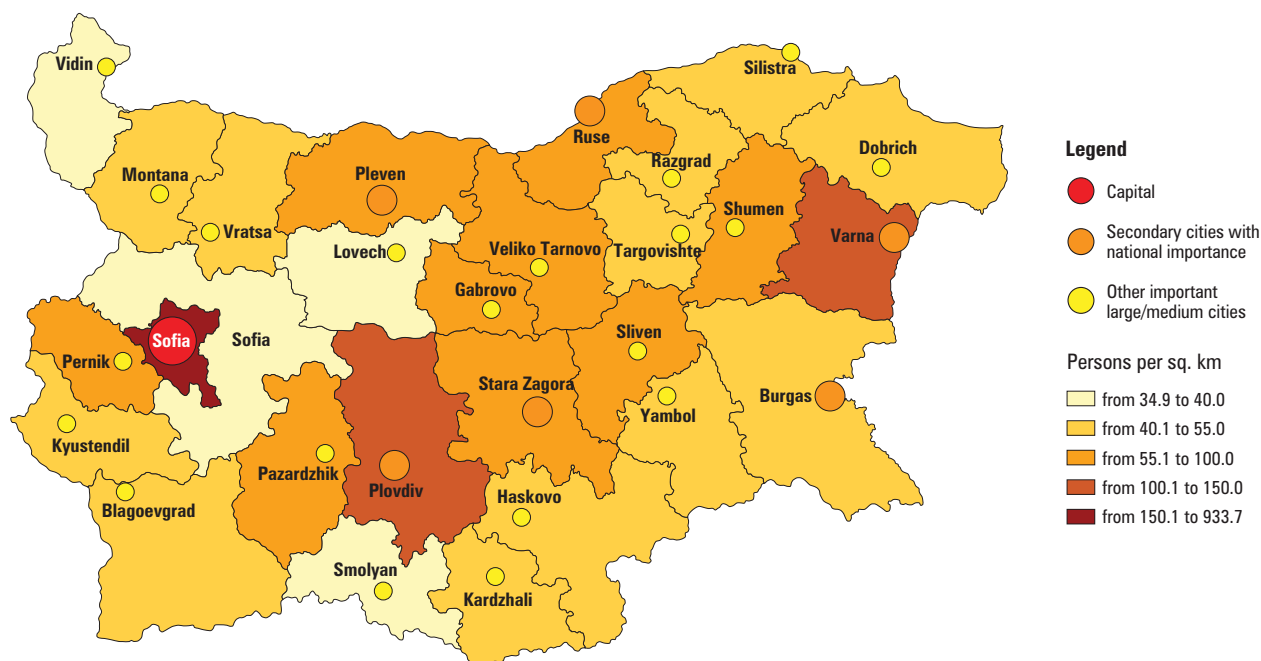 Vidin
Silistra
Ruse
Dobrich
Razgrad
Montana
Pleven
Shumen
Vratsa
Varna
Lovech
Veliko Tarnovo
Targovishte
Gabrovo
Sliven
Sofia
Sofia
Pernik
Stara Zagora
Burgas
Yambol
Kyustendil
Pazardzhik
Plovdiv
Haskovo
Blagoevgrad
Smolyan
Kardzhali
Legend
Capital
Secondary cities with
national importance
Other important
large/medium cities
Persons per sq. km
from 34.9 to 40.0
from 40.1 to 55.0
from 55.1 to 100.0
from 100.1 to 150.0
from 150.1 to 933.7